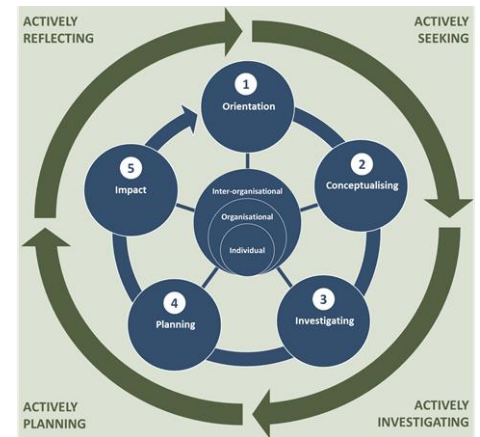 ACTIVELY
REFLECTING
ACTIVELY
SEEKING
1
Orientation
2
Conceptualising
5
Impact
Inter-organisational
Organisational
Individual
3
Investigating
4
Planning
ACTIVELY
PLANNING
ACTIVELY
INVESTIGATING